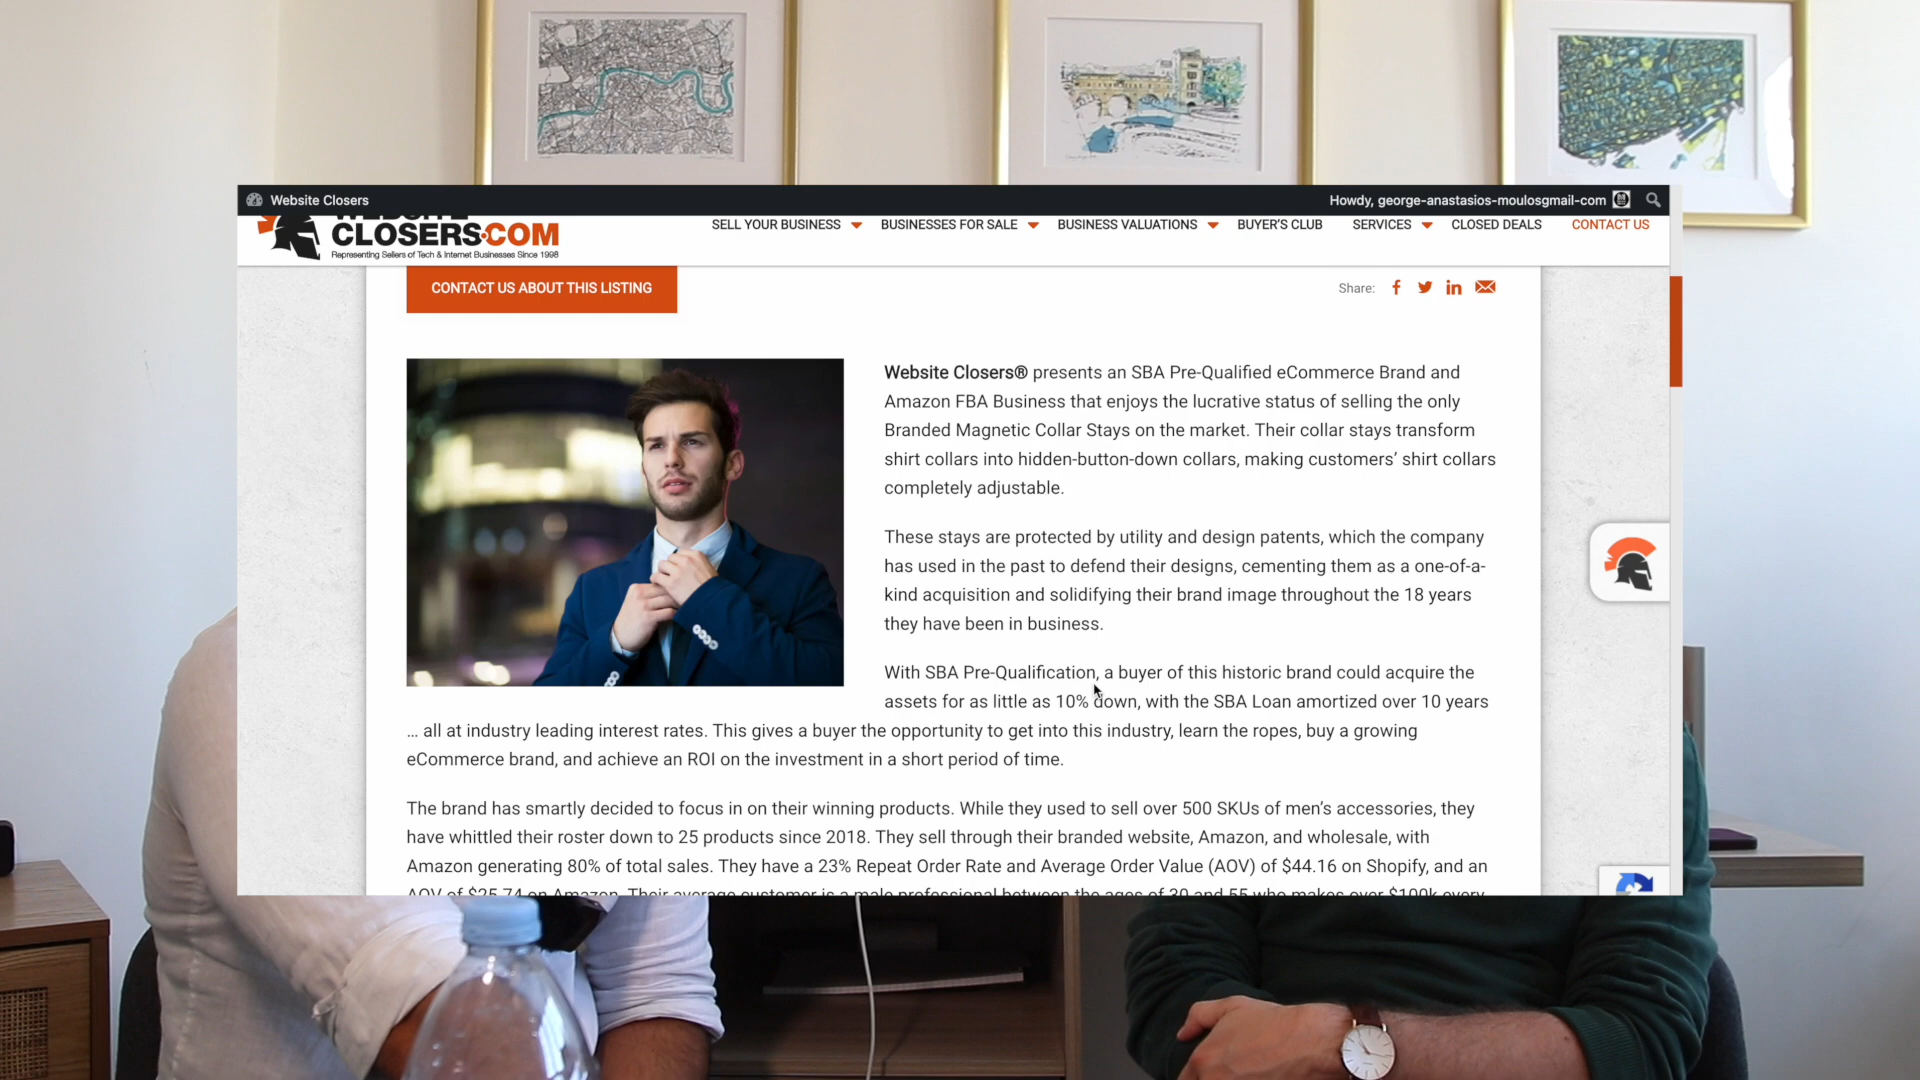 Website Closers
Howdy, george-anastasios-moulosgmail-com
WEBSITE
CLOSERS.COM
Representing Sellers of Tech & Internet Businesses Since 1998
SELL YOUR BUSINESS
BUSINESSES FOR SALE
BUSINESS VALUATIONS
BUYER'S CLUB
SERVICES
CLOSED DEALS
CONTACT US
CONTACT US ABOUT THIS LISTING
Share:
Website Closers® presents an SBA Pre-Qualified eCommerce Brand and
Amazon FBA Business that enjoys the lucrative status of selling the only
Branded Magnetic Collar Stays on the market. Their collar stays transform
shirt collars into hidden-button-down collars, making customers' shirt collars
completely adjustable.
These stays are protected by utility and design patents, which the company
has used in the past to defend their designs, cementing them as a one-of-a-
kind acquisition and solidifying their brand image throughout the 18 years
they have been in business.
With SBA Pre-Qualification, a buyer of this historic brand could acquire the
assets for as little as 10% down, with the SBA Loan amortized over 10 years
... all at industry leading interest rates. This gives a buyer the opportunity to get into this industry, learn the ropes, buy a growing
eCommerce brand, and achieve an ROI on the investment in a short period of time.
The brand has smartly decided to focus in on their winning products. While they used to sell over 500 SKUs of men's accessories, they
have whittled their roster down to 25 products since 2018. They sell through their branded website, Amazon, and wholesale, with
Amazon generating 80% of total sales. They have a 23% Repeat Order Rate and Average Order Value (AOV) of $44.16 on Shopify, and an
AOV of $25.74 on Amazon. Their average customer is a male professional between the ages of 30 and 55 who makes over $100k every